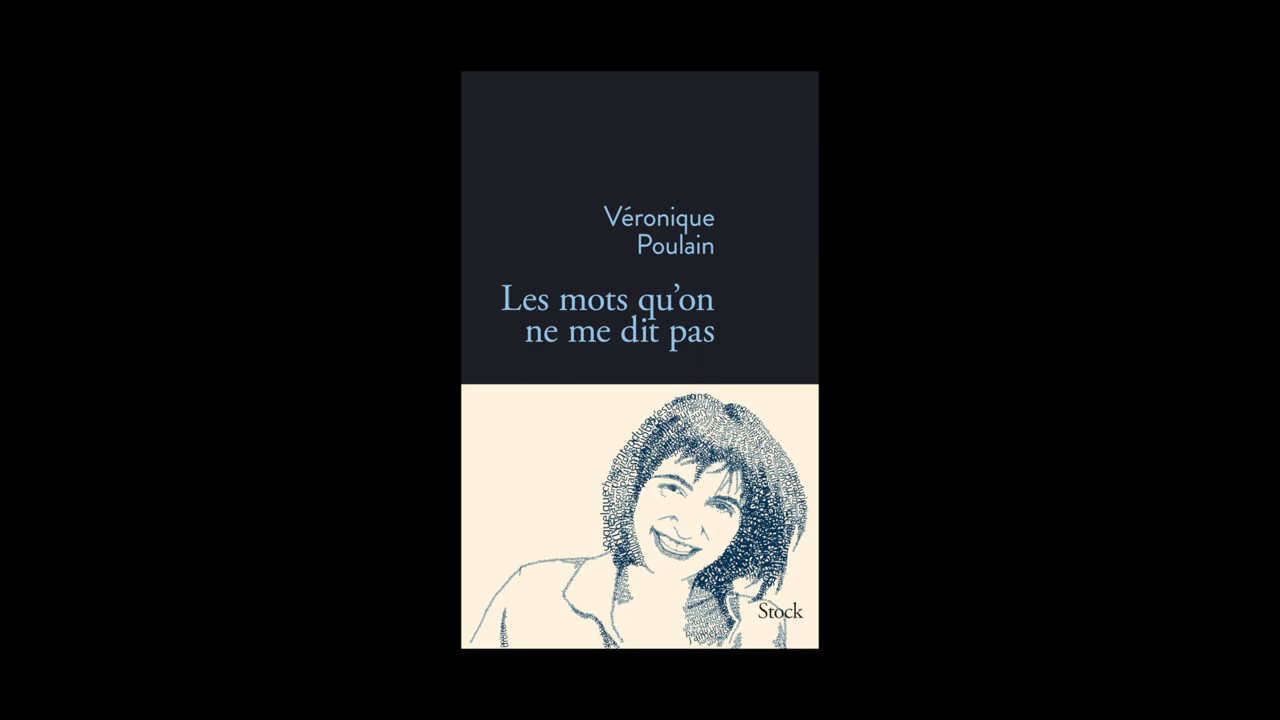 Véronique
Poulain
Les mots qu'on
ne me dit pas
Stock